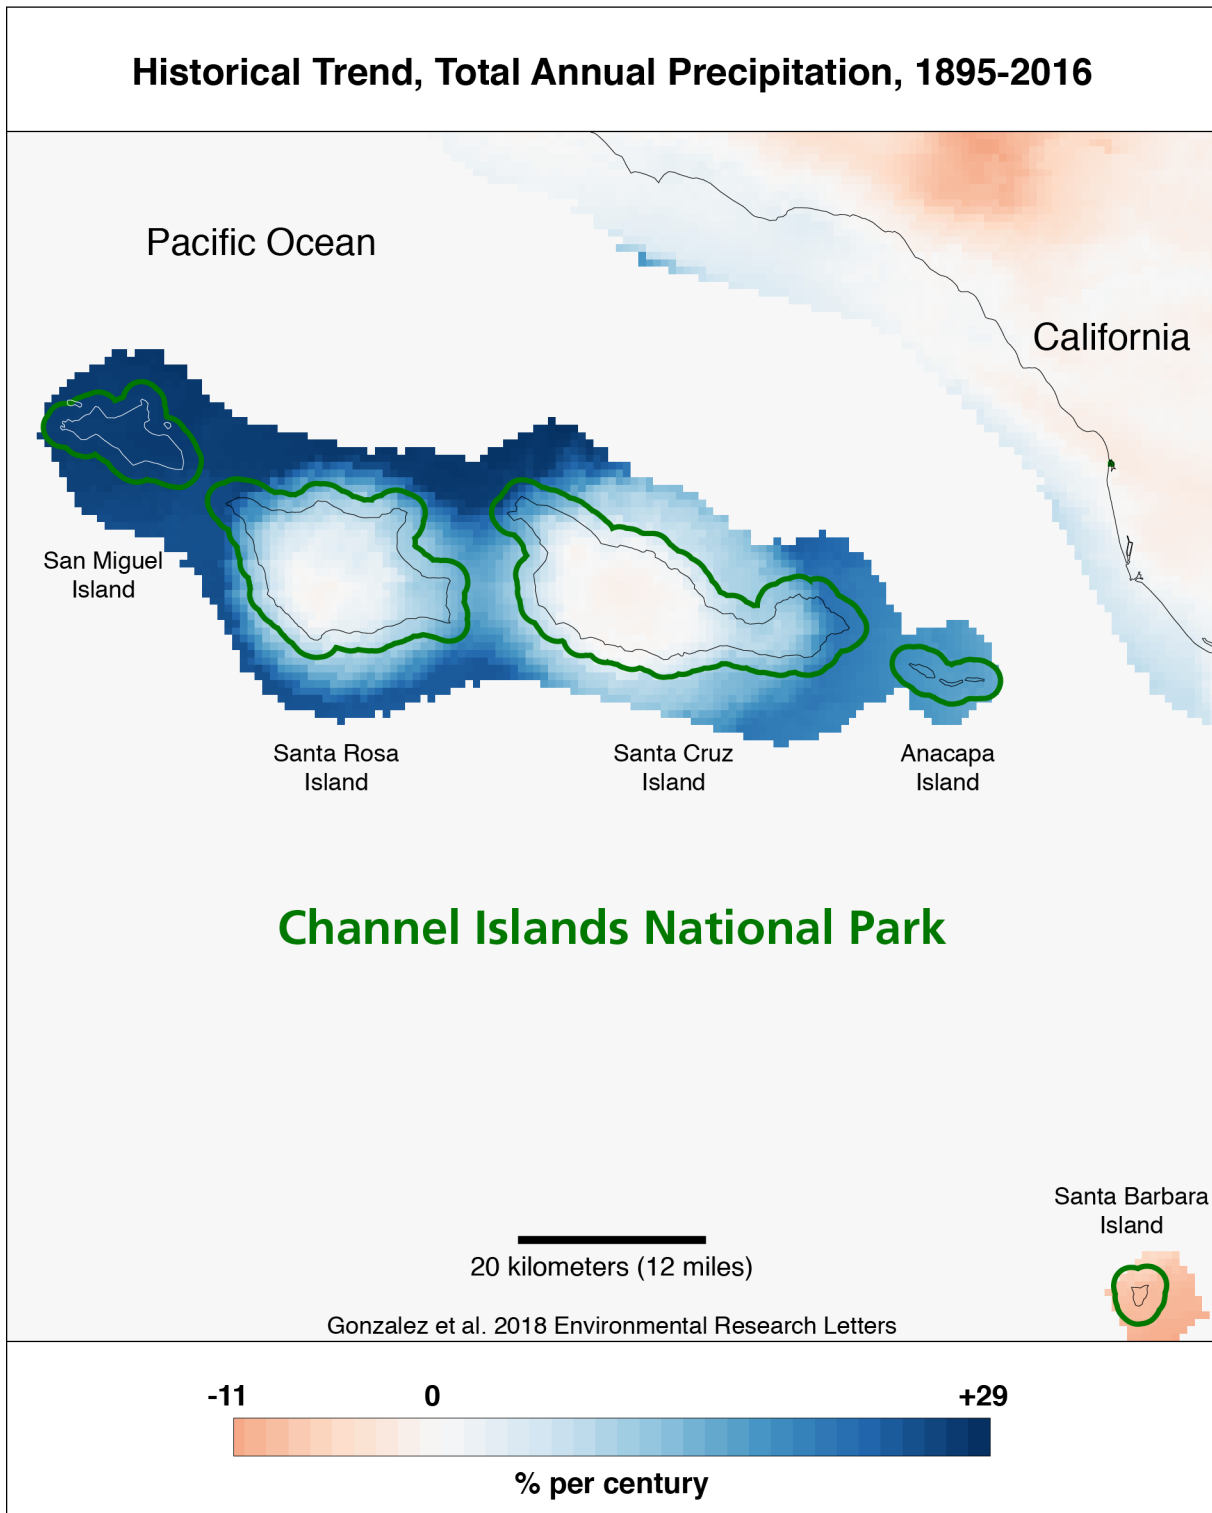 Historical Trend, Total Annual Precipitation, 1895-2016
Pacific Ocean
California
San Miguel
Island
Santa Rosa
Island
Santa Cruz
Island
Anacapa
Island
Channel Islands National Park
Santa Barbara
Island
20 kilometers (12 miles)
Gonzalez et al. 2018 Environmental Research Letters
-11 0 +29
% per century